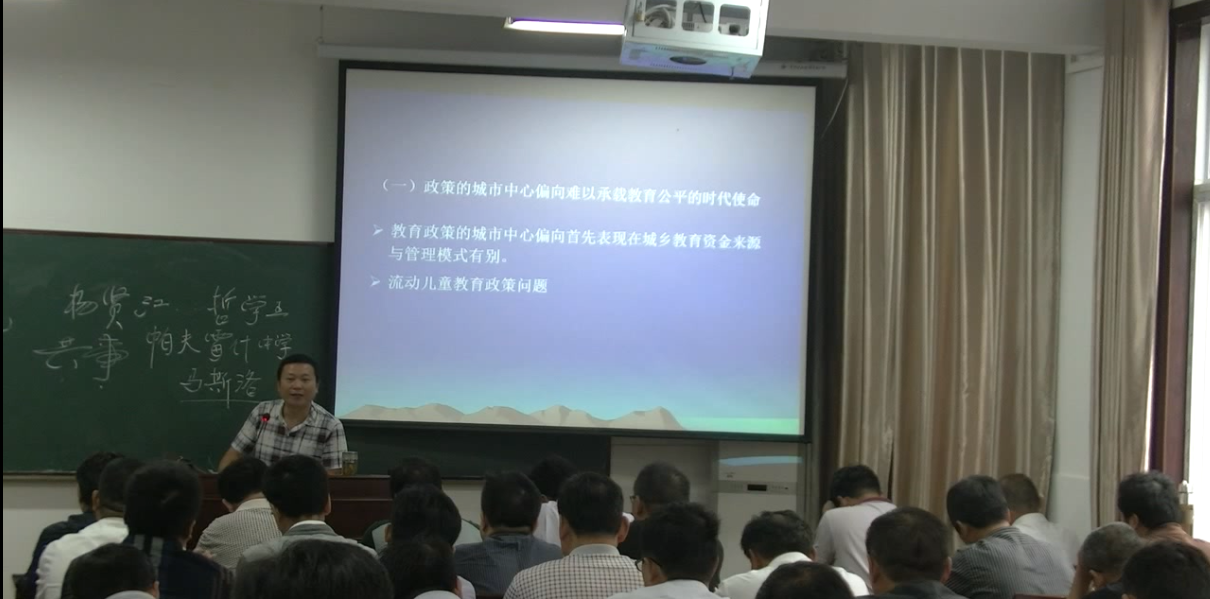 （一）政策的城市中心偏向难以承载教育公平的时代使命
➢ 教育政策的城市中心偏向首先表现在城乡教育资金来源
与管理模式有别。
➢ 流动儿童教育政策问题
杨贤江 哲学
帕夫雷什中学
马斯洛